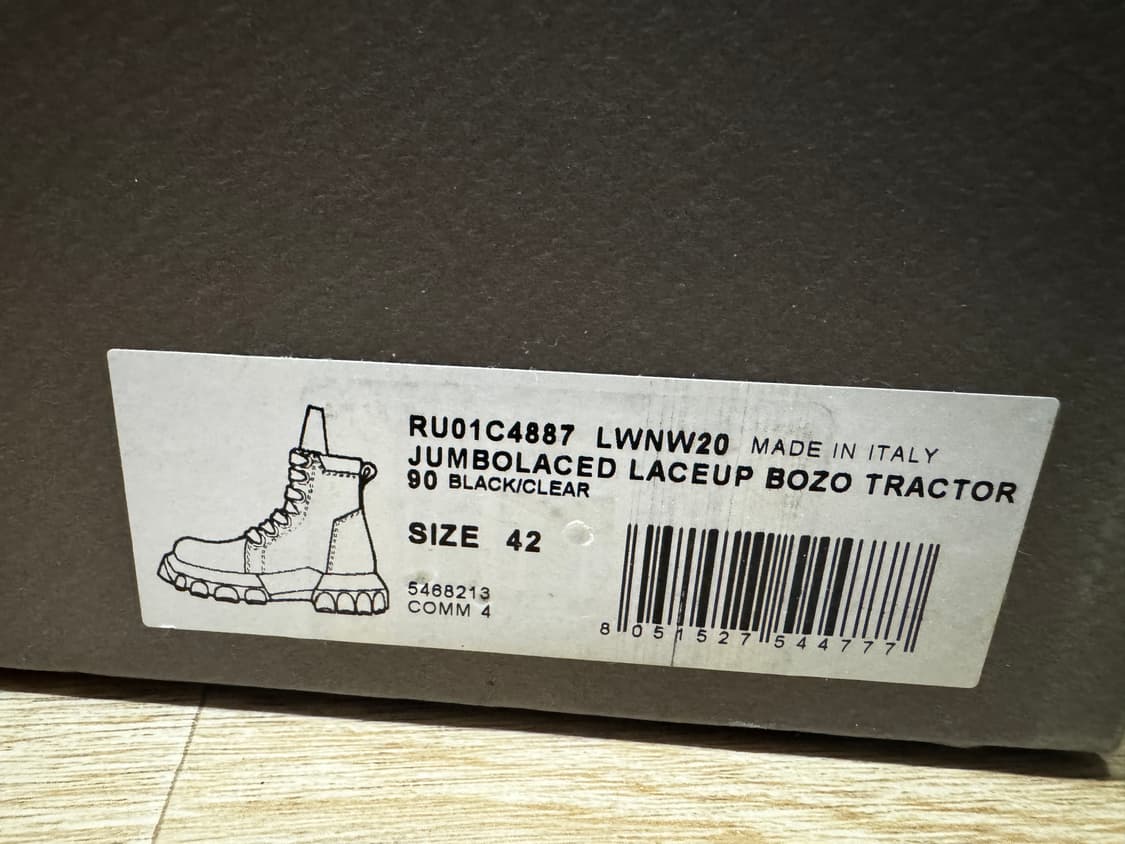 RU01C4887 LWNW20 MADE IN ITALY
JUMBOLACED LACEUP BOZO TRACTOR
90 BLACK/CLEAR
SIZE 42
5468213
COMM 4
8 051527 544777